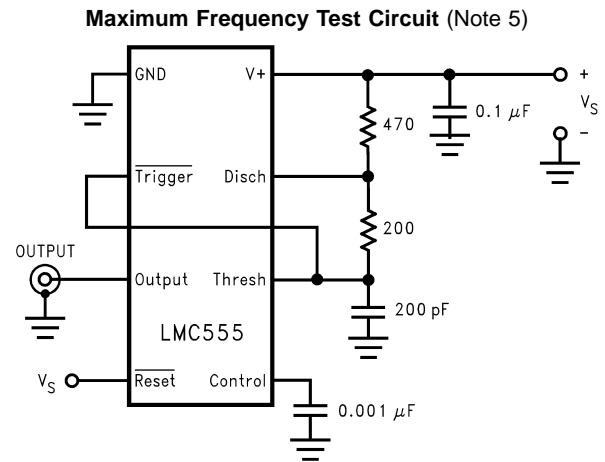 Maximum Frequency Test Circuit (Note 5)
GND V+
+
0.1 μF
V_S
470
−
Trigger Disch
200
OUTPUT
Output Thresh
200 pF
LMC555
V_S Reset Control
0.001 μF